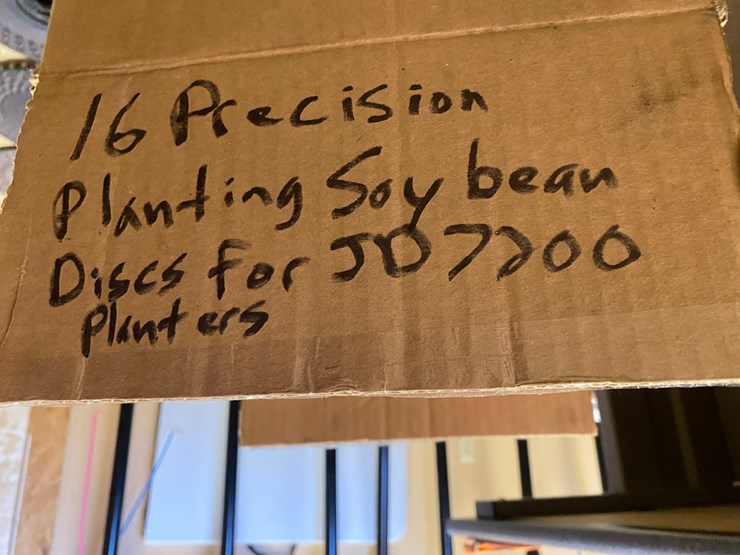 16 Precision
Planting Soybean
Discs for JD7200
Planters